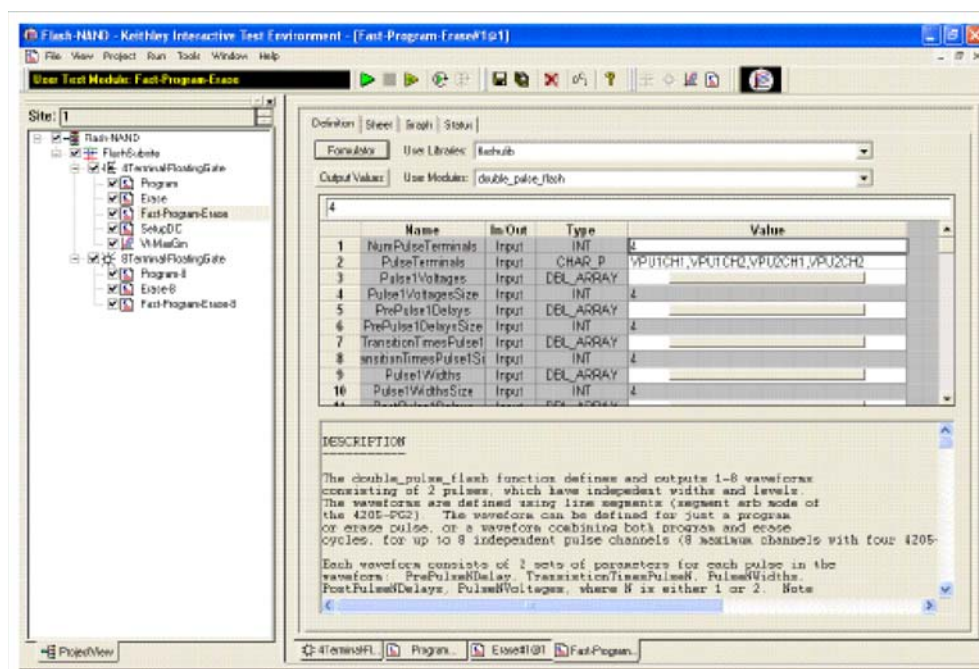 Flash-NAND - Keithley Interactive Test Environment - [Fast-Program-Erase#1@1]
File View Project Run Tools Window Help
User Test Module: Fast-Program-Erase
Site: 1
Flash-NAND
FlashSubsite
4TerminalFloatingGate
Program
Erase
Fast-Program-Erase
SetupDC
Vt-MaxGm
8TerminalFloatingGate
Program-8
Erase-8
Fast-Program-Erase-8
ProjectView
Definition Sheet Graph Status
Formulator User Libraries: flashulib
Output Values User Modules: double_pulse_flash
4
Name In/Out Type Value
1 NumPulseTerminals Input INT 4
2 PulseTerminals Input CHAR_P VPU1CH1,VPU1CH2,VPU2CH1,VPU2CH2
3 Pulse1Voltages Input DBL_ARRAY
4 Pulse1VoltagesSize Input INT 4
5 PrePulse1Delays Input DBL_ARRAY
6 PrePulse1DelaysSize Input INT 4
7 TransitionTimesPulse1 Input DBL_ARRAY
8 ansitionTimesPulse1Si Input INT 4
9 Pulse1Widths Input DBL_ARRAY
10 Pulse1WidthsSize Input INT 4
11 PostPulse1Delays Input DBL_ARRAY
DESCRIPTION
-----------
The double_pulse_flash function defines and outputs 1-8 waveforms
consisting of 2 pulses, which have indepedent widths and levels.
The waveforms are defined using line segments (segment arb mode of
the 4205-PG2). The waveform can be defined for just a program
or erase pulse, or a waveform combining both program and erase
cycles, for up to 8 independent pulse channels (8 maximum channels with four 4205-
Each waveform consists of 2 sets of parameters for each pulse in the
waveform: PrePulseNDelay, TransistionTimesPulseN, PulseNWidths,
PostPulseNDelays, PulseNVoltages, where N is either 1 or 2. Note
4TerminalFl... Program... Erase#1@1 Fast-Program...